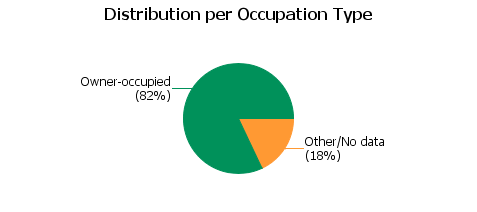 Distribution per Occupation Type
Owner-occupied
(82%)
Other/No data
(18%)